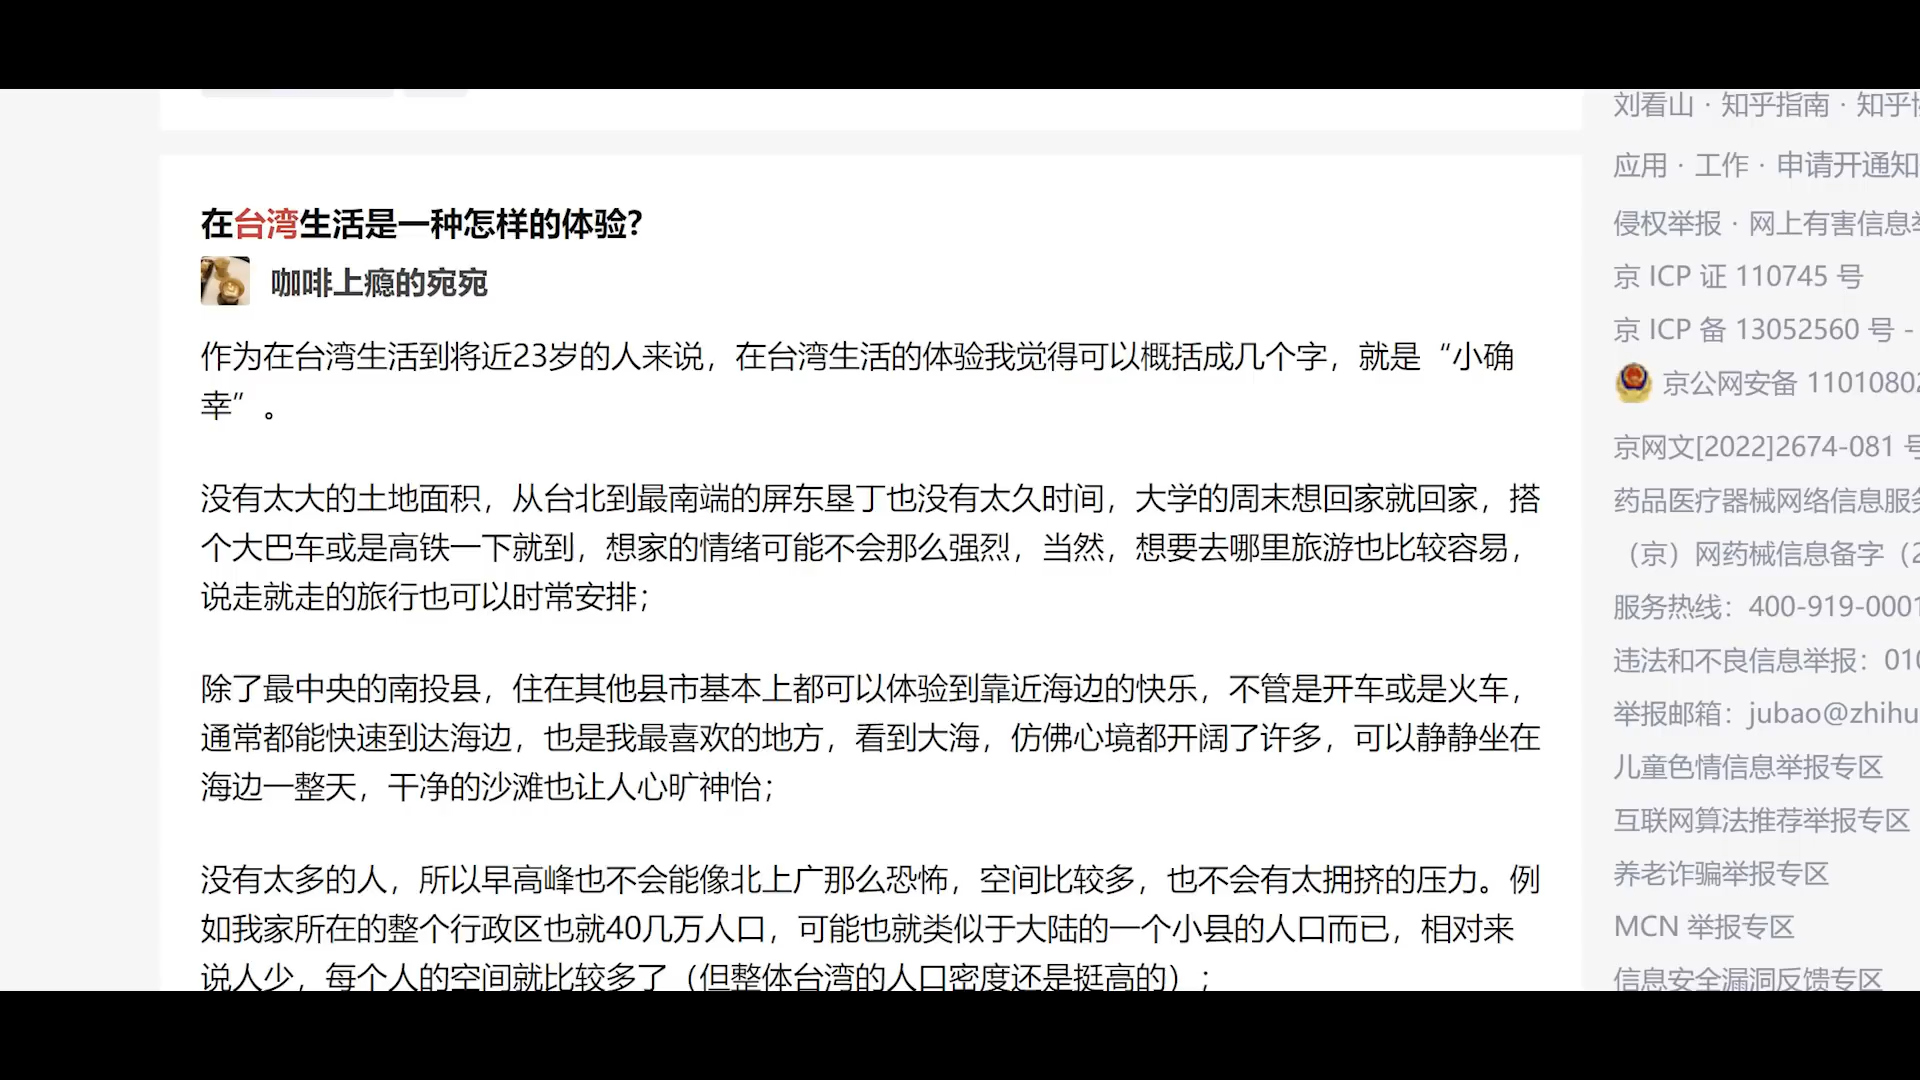 在台湾生活是一种怎样的体验?
咖啡上瘾的宛宛
作为在台湾生活到将近23岁的人来说，在台湾生活的体验我觉得可以概括成几个字，就是“小确
幸”。
没有太大的土地面积，从台北到最南端的屏东垦丁也没有太久时间，大学的周末想回家就回家，搭
个大巴车或是高铁一下就到，想家的情绪可能不会那么强烈，当然，想要去哪里旅游也比较容易，
说走就走的旅行也可以时常安排；
除了最中央的南投县，住在其他县市基本上都可以体验到靠近海边的快乐，不管是开车或是火车，
通常都能快速到达海边，也是我最喜欢的地方，看到大海，仿佛心境都开阔了许多，可以静静坐在
海边一整天，干净的沙滩也让人心旷神怡；
没有太多的人，所以早高峰也不会能像北上广那么恐怖，空间比较多，也不会有太拥挤的压力。例
如我家所在的整个行政区也就40几万人口，可能也就类似于大陆的一个小县的人口而已，相对来
说人少，每个人的空间就比较多了（但整体台湾的人口密度还是挺高的）；
刘看山 · 知乎指南 · 知乎
应用 · 工作 · 申请开通知
侵权举报 · 网上有害信息
京 ICP 证 110745 号
京 ICP 备 13052560 号 -
京公网安备 1101080
京网文[2022]2674-081 号
药品医疗器械网络信息服
（京）网药械信息备字（
服务热线：400-919-0001
违法和不良信息举报：010
举报邮箱：jubao@zhihu
儿童色情信息举报专区
互联网算法推荐举报专区
养老诈骗举报专区
MCN 举报专区
信息安全漏洞反馈专区